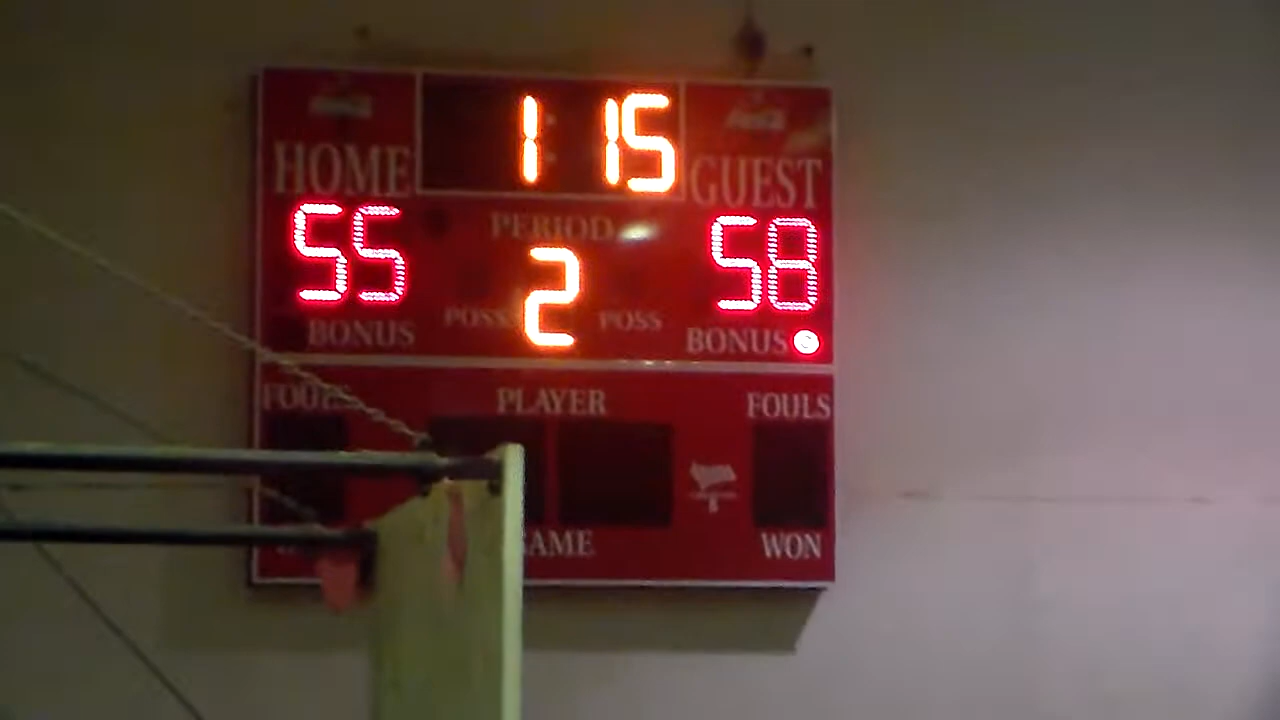 1 15
HOME
GUEST
55
PERIOD
58
2
POSS
POSS
BONUS
BONUS
FOULS
PLAYER
FOULS
WON